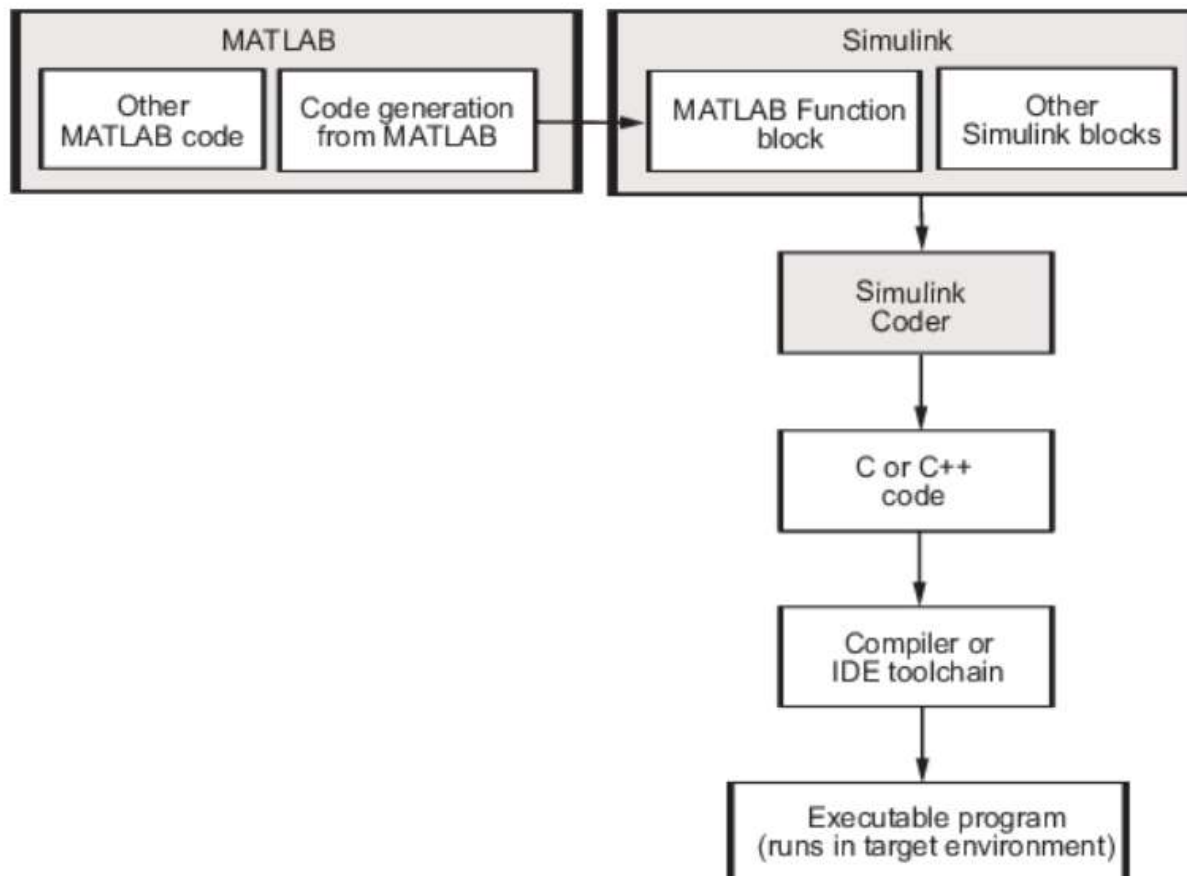 MATLAB
Other
MATLAB code
Code generation
from MATLAB
Simulink
MATLAB Function
block
Other
Simulink blocks
Simulink
Coder
C or C++
code
Compiler or
IDE toolchain
Executable program
(runs in target environment)